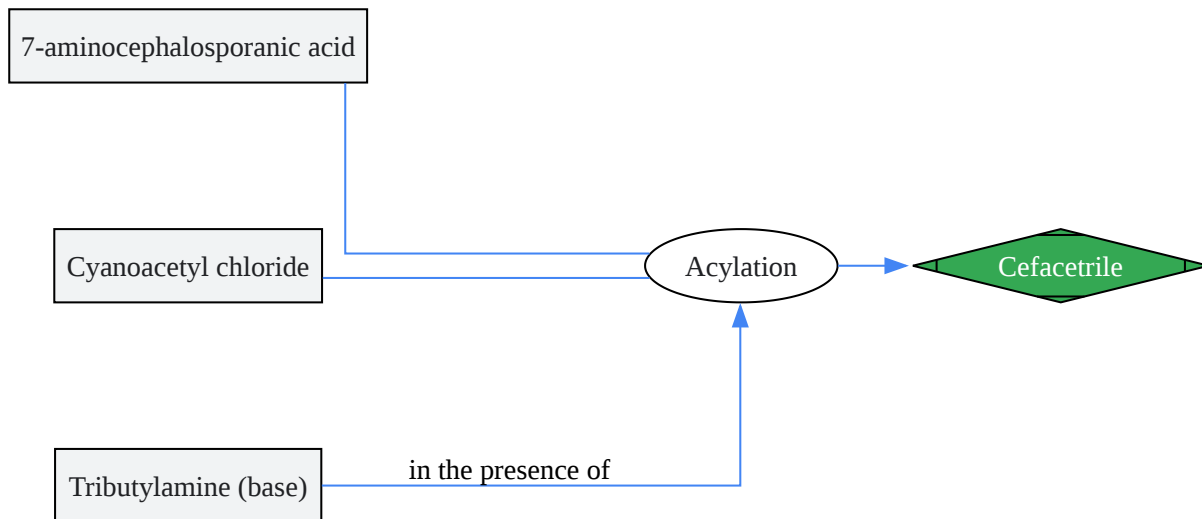 7-aminocephalosporanic acid
Cyanoacetyl chloride
Acylation
Cefacetrile
in the presence of
Tributylamine (base)